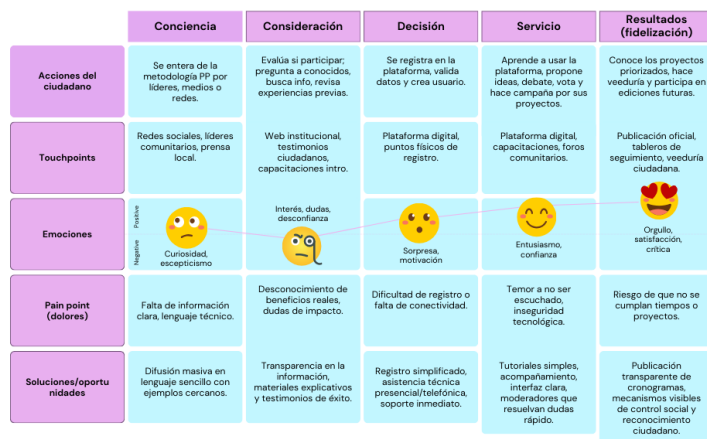 Conciencia
Consideración
Decisión
Servicio
Resultados
(fidelización)
Acciones del
ciudadano
Se entera de la
metodología PP por
líderes, medios o
redes.
Evalúa si participar;
pregunta a conocidos,
busca info, revisa
experiencias previas.
Se registra en la
plataforma, valida
datos y crea usuario.
Aprende a usar la
plataforma, propone
ideas, debate, vota y
hace campaña por sus
proyectos.
Conoce los proyectos
priorizados, hace
veeduría y participa en
ediciones futuras.
Touchpoints
Redes sociales, líderes
comunitarios, prensa
local.
Web institucional,
testimonios
ciudadanos,
capacitaciones intro.
Plataforma digital,
puntos físicos de
registro.
Plataforma digital,
capacitaciones, foros
comunitarios.
Publicación oficial,
tableros de
seguimiento, veeduría
ciudadana.
Emociones
Positive
Negative
Curiosidad,
escepticismo
Interés, dudas,
desconfianza
Sorpresa,
motivación
Entusiasmo,
confianza
Orgullo,
satisfacción,
crítica
Pain point
(dolores)
Falta de información
clara, lenguaje técnico.
Desconocimiento de
beneficios reales,
dudas de impacto.
Dificultad de registro o
falta de conectividad.
Temor a no ser
escuchado,
inseguridad
tecnológica.
Riesgo de que no se
cumplan tiempos o
proyectos.
Soluciones/oportu
nidades
Difusión masiva en
lenguaje sencillo con
ejemplos cercanos.
Transparencia en la
información,
materiales explicativos
y testimonios de éxito.
Registro simplificado,
asistencia técnica
presencial/telefónica,
soporte inmediato.
Tutoriales simples,
acompañamiento,
interfaz clara,
moderadores que
resuelvan dudas
rápido.
Publicación
transparente de
cronogramas,
mecanismos visibles
de control social y
reconocimiento
ciudadano.